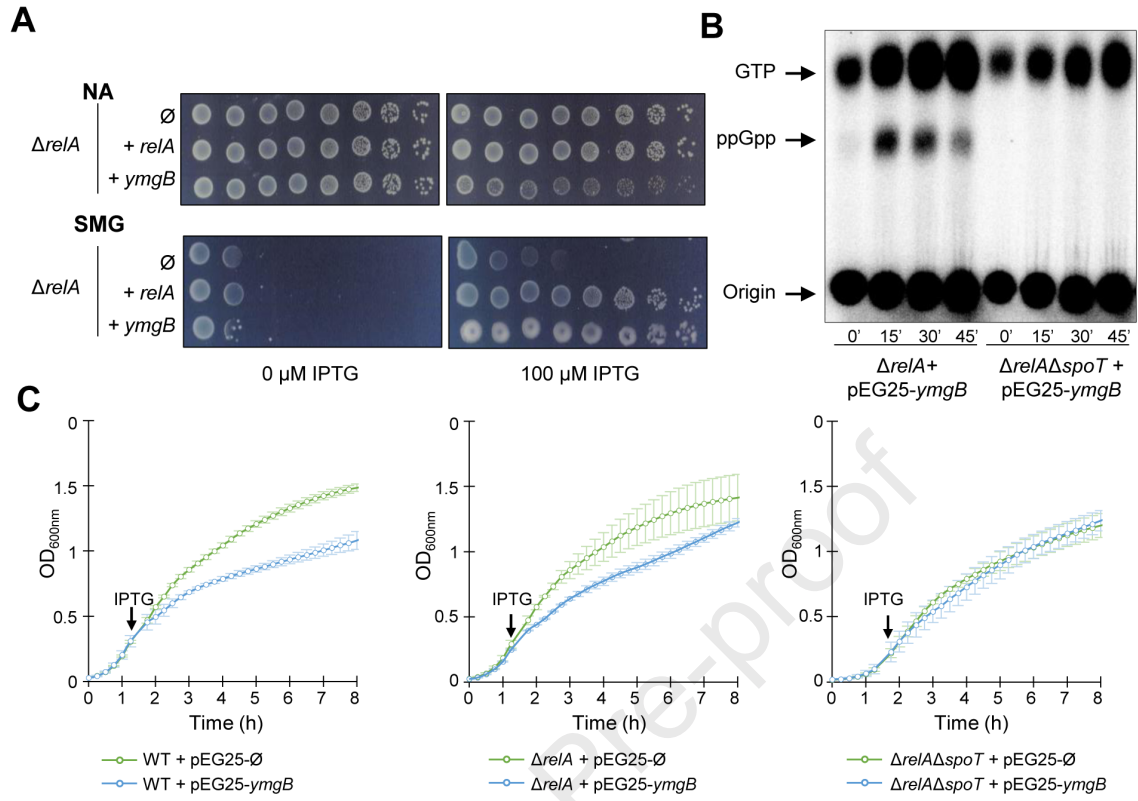 A
NA
ΔrelA
Ø
+ relA
+ ymgB
SMG
ΔrelA
Ø
+ relA
+ ymgB
0 µM IPTG
100 µM IPTG
B
GTP
ppGpp
Origin
0' 15' 30' 45' 0' 15' 30' 45'
ΔrelA+
pEG25-ymgB
ΔrelAΔspoT +
pEG25-ymgB
C
0
1.5
1
0.5
0
OD600nm
IPTG
0 1 2 3 4 5 6 7 8
Time (h)
WT + pEG25-Ø
WT + pEG25-ymgB
0
1.5
1
0.5
0
OD600nm
IPTG
0 1 2 3 4 5 6 7 8
Time (h)
ΔrelA + pEG25-Ø
ΔrelA + pEG25-ymgB
0
1.5
1
0.5
0
OD600nm
IPTG
0 1 2 3 4 5 6 7 8
Time (h)
ΔrelAΔspoT + pEG25-Ø
ΔrelAΔspoT + pEG25-ymgB
Pre-proof